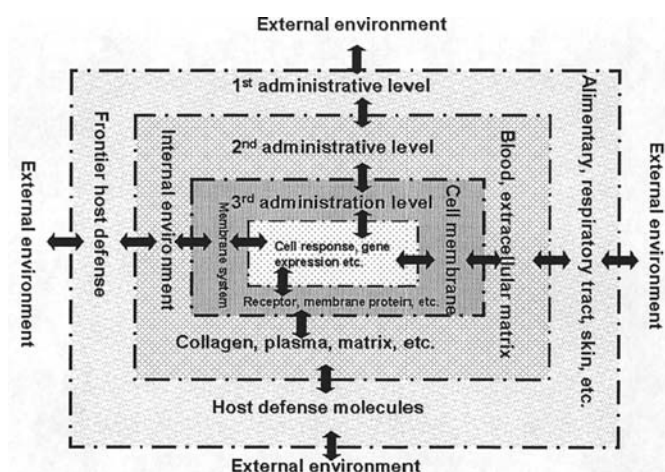 External environment
1st administrative level
2nd administrative level
3rd administration level
Cell response, gene
expression etc.
Receptor, membrane protein, etc.
Collagen, plasma, matrix, etc.
Host defense molecules
External environment
External environment
Frontier host defense
Internal environment
Membrane system
Cell membrane
Blood, extracellular matrix
Alimentary, respiratory tract, skin, etc.
External environment